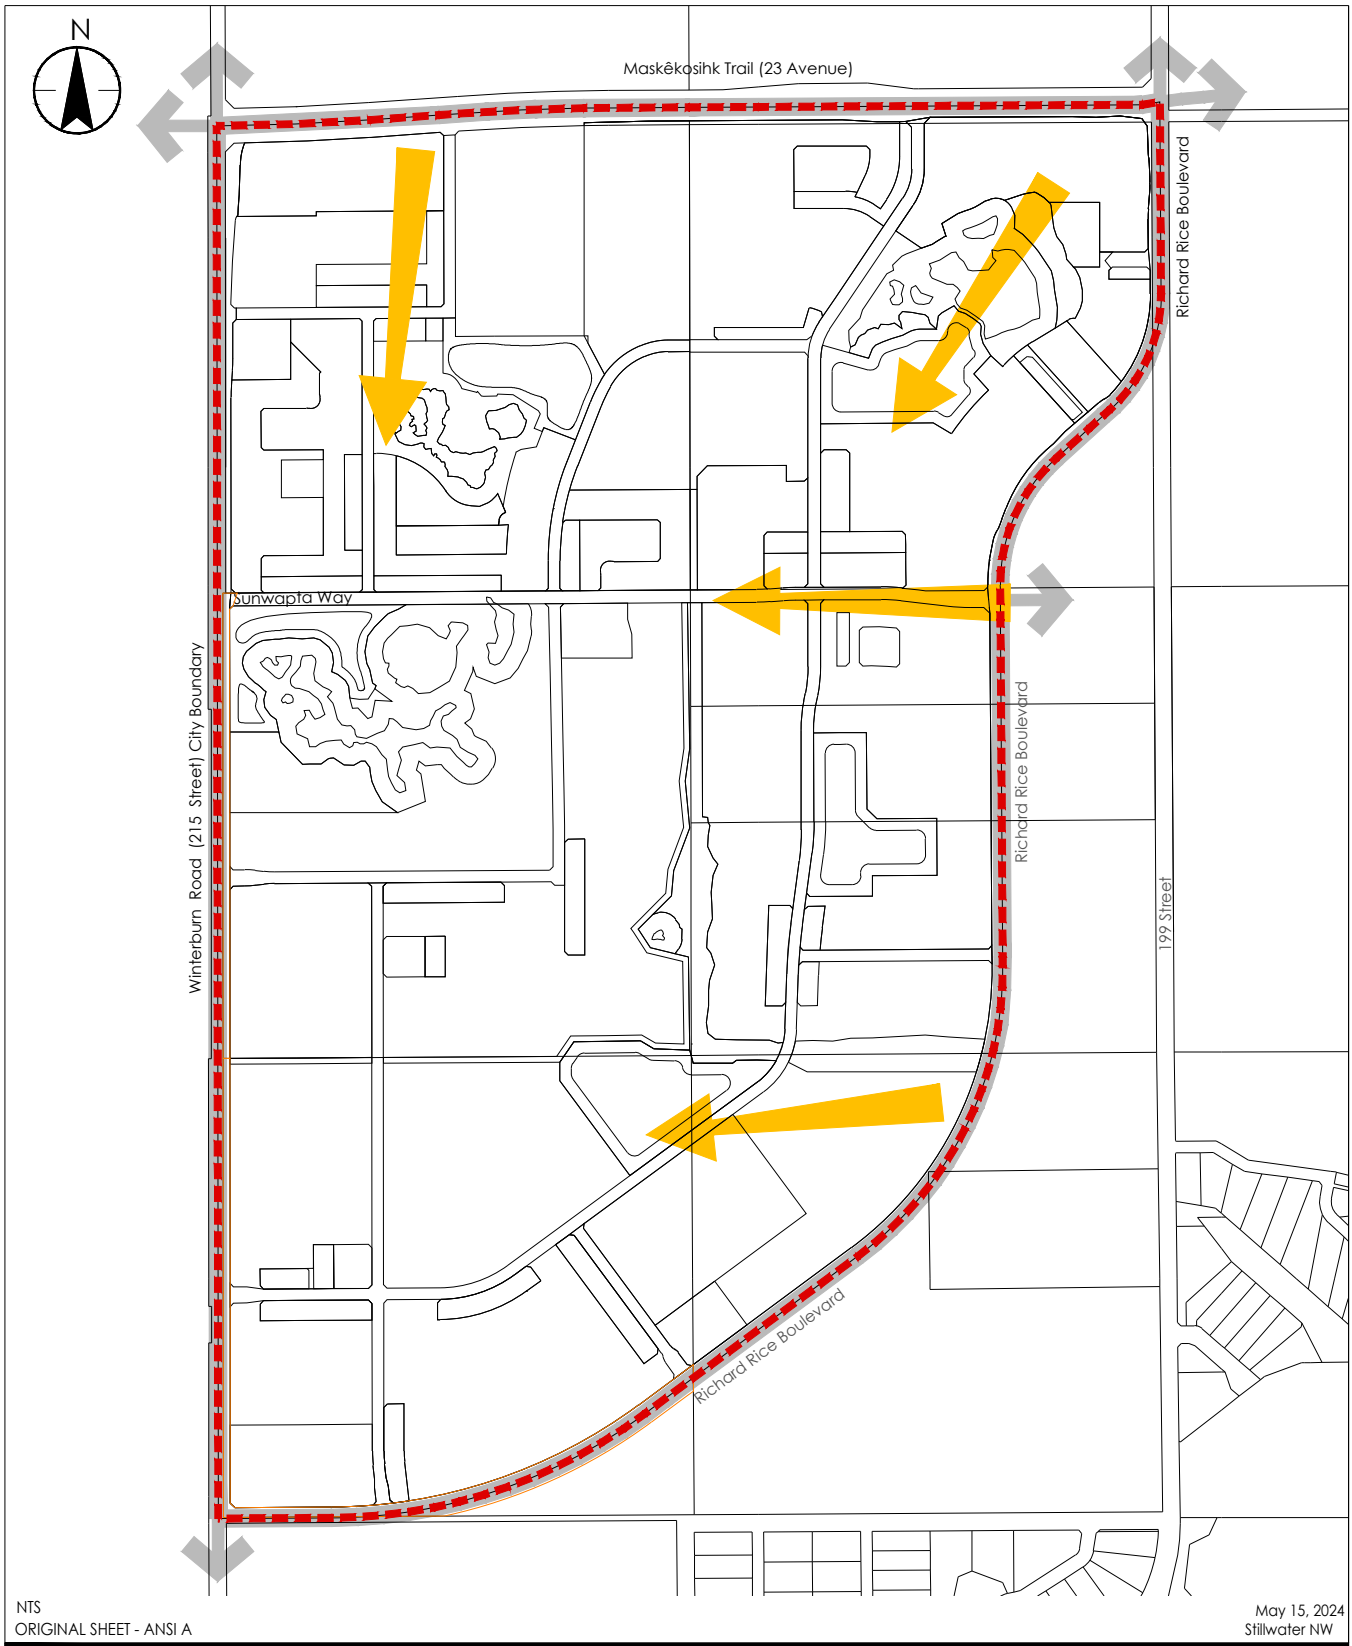 N
Maskêkosihk Trail (23 Avenue)
Richard Rice Boulevard
Sunwapta Way
Winterburn Road (215 Street) City Boundary
Richard Rice Boulevard
199 Street
Richard Rice Boulevard
NTS
ORIGINAL SHEET - ANSI A
May 15, 2024
Stillwater NW